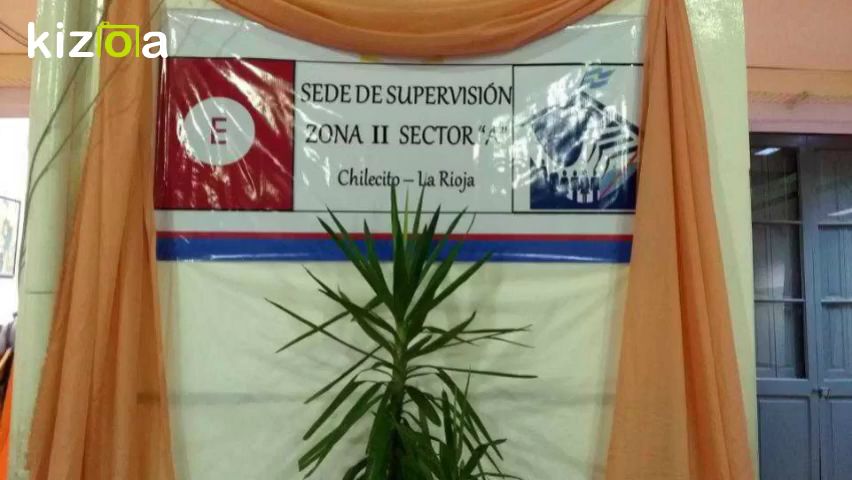 kizoa
E
SEDE DE SUPERVISIÓN
ZONA II SECTOR "A"
Chilecito – La Rioja